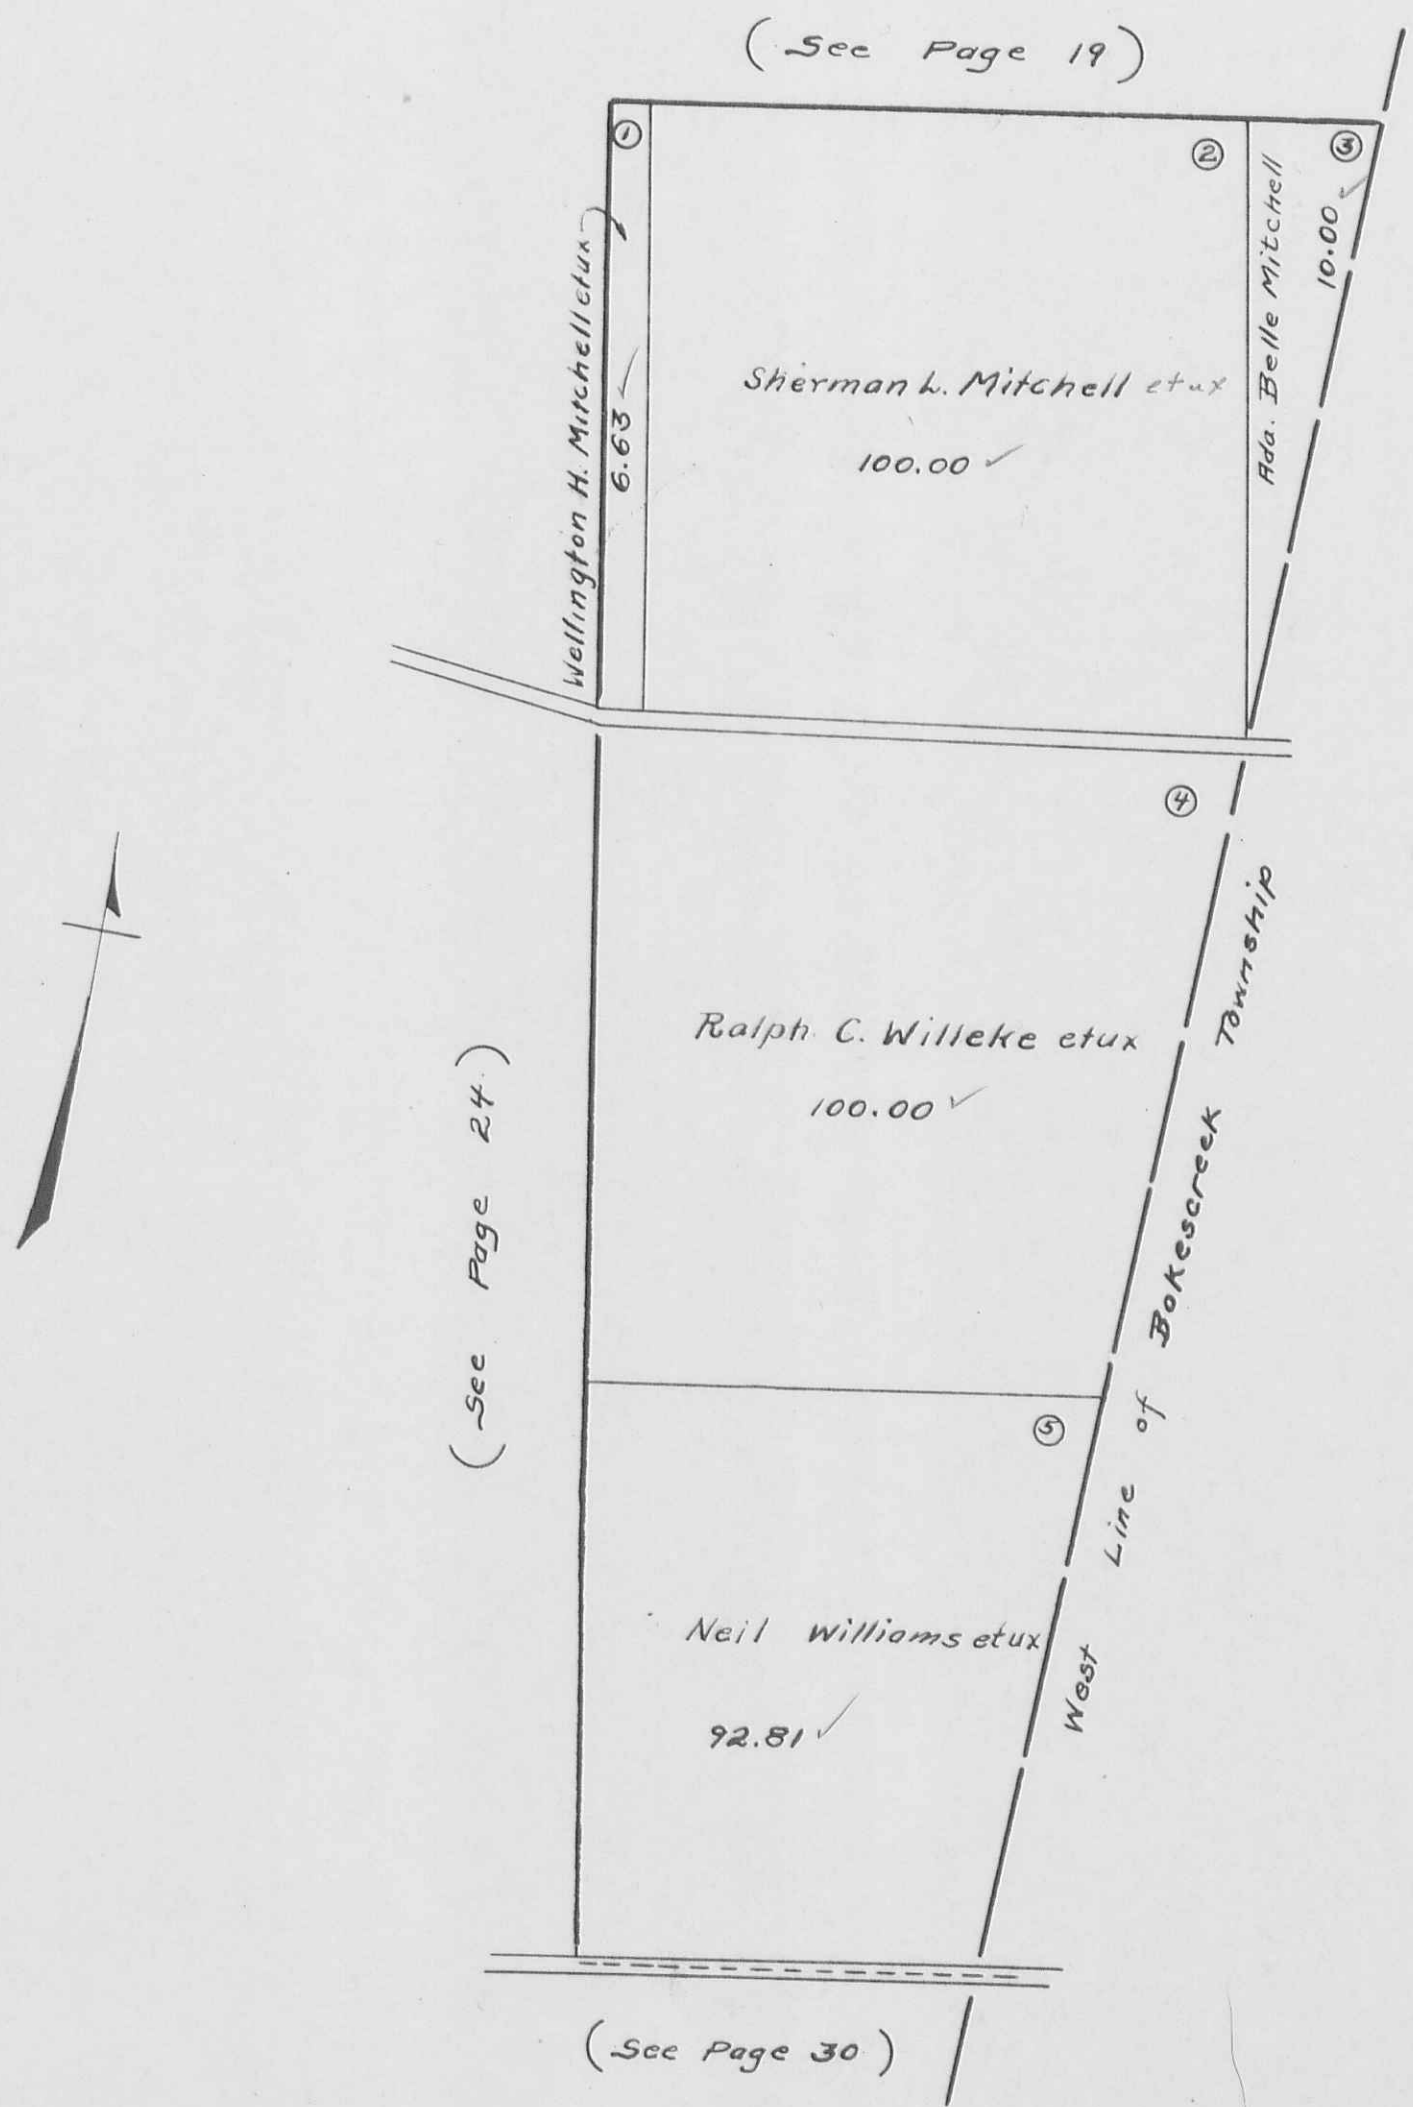 ( See Page 19 )
①
②
③
Wellington H. Mitchell etux
6.63 ✓
Sherman L. Mitchell etux
100.00 ✓
Ada. Belle Mitchell
10.00 ✓
④
Ralph C. Willeke etux
100.00 ✓
( See Page 24 )
West Line of Bokescreek Township
⑤
Neil Williams etux
92.81 ✓
( See Page 30 )